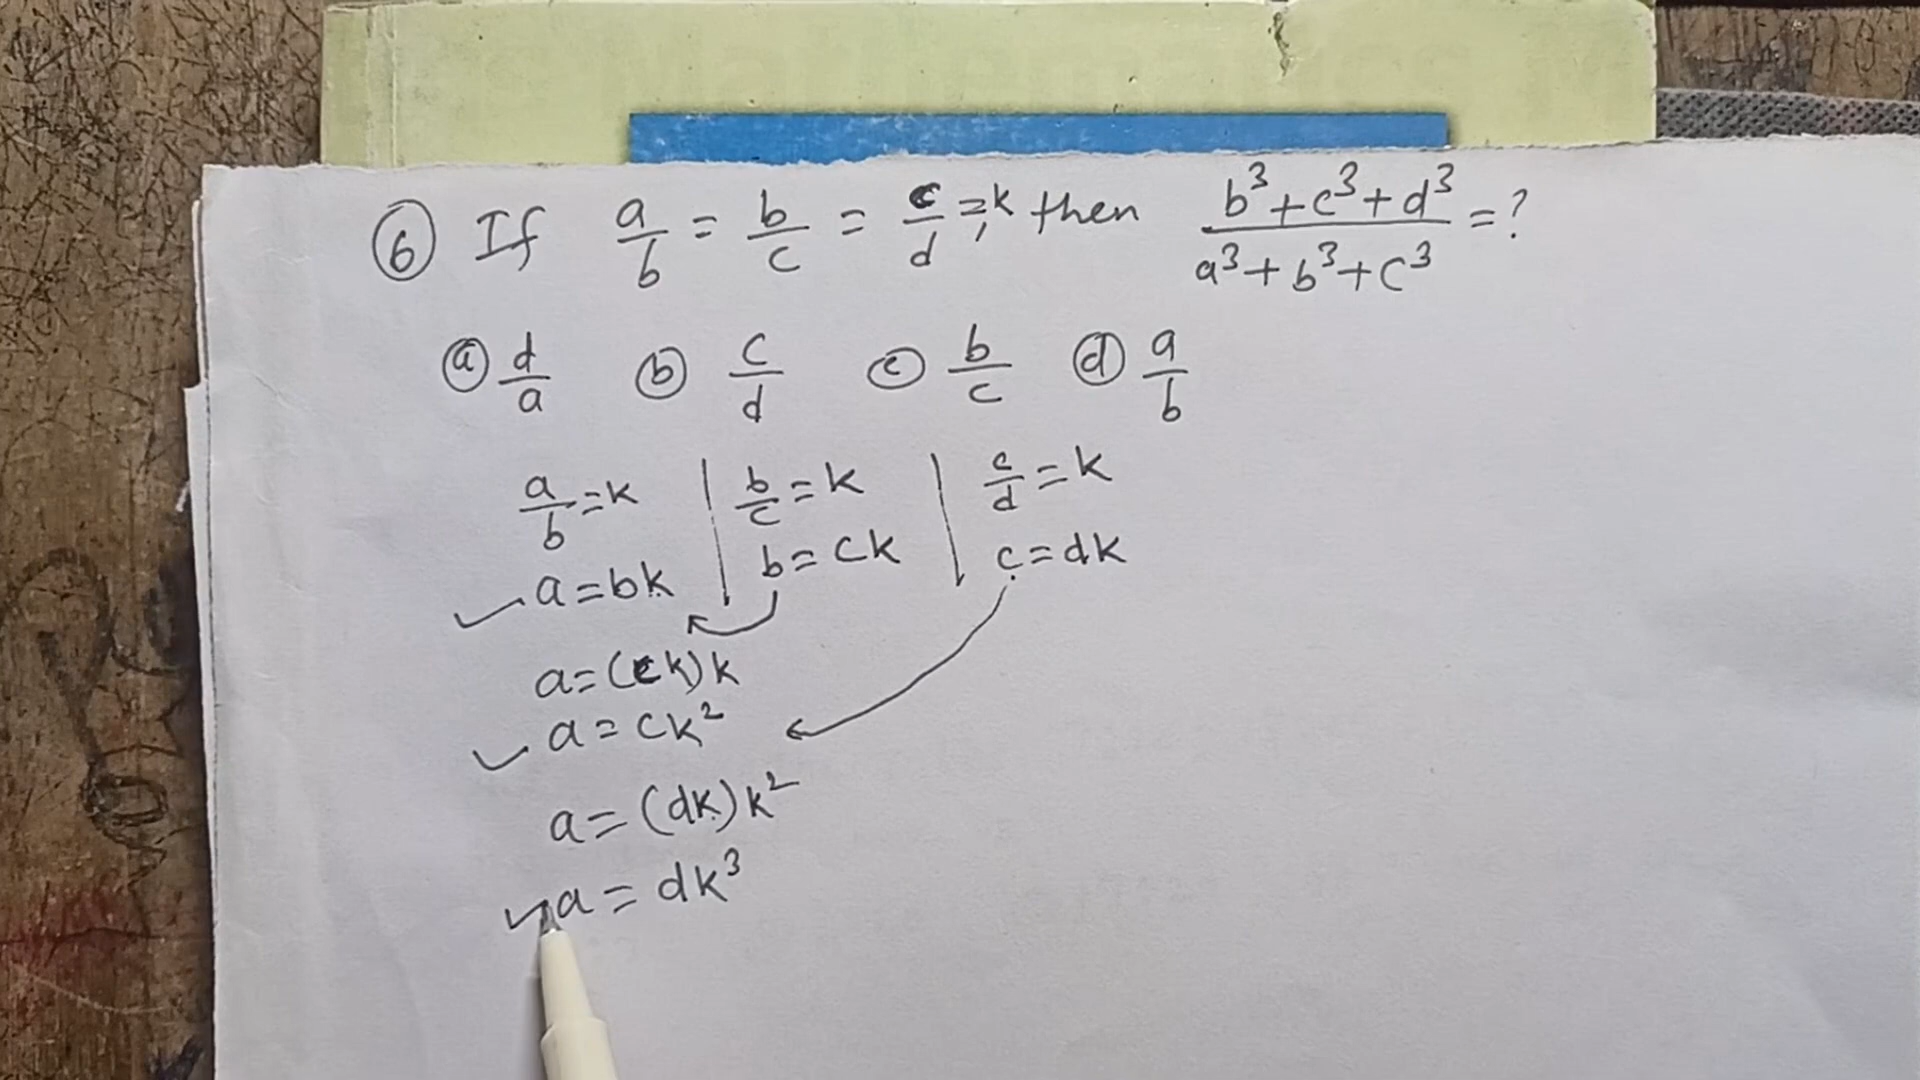 6 If a/b = b/c = c/d = k, then (b³+c³+d³)/(a³+b³+c³) = ?
(a) d/a (b) c/d (c) b/c (d) a/b
a/b = k | b/c = k | c/d = k
a = bk | b = ck | c = dk
a = (ck)k
a = ck²
a = (dk)k²
a = dk³